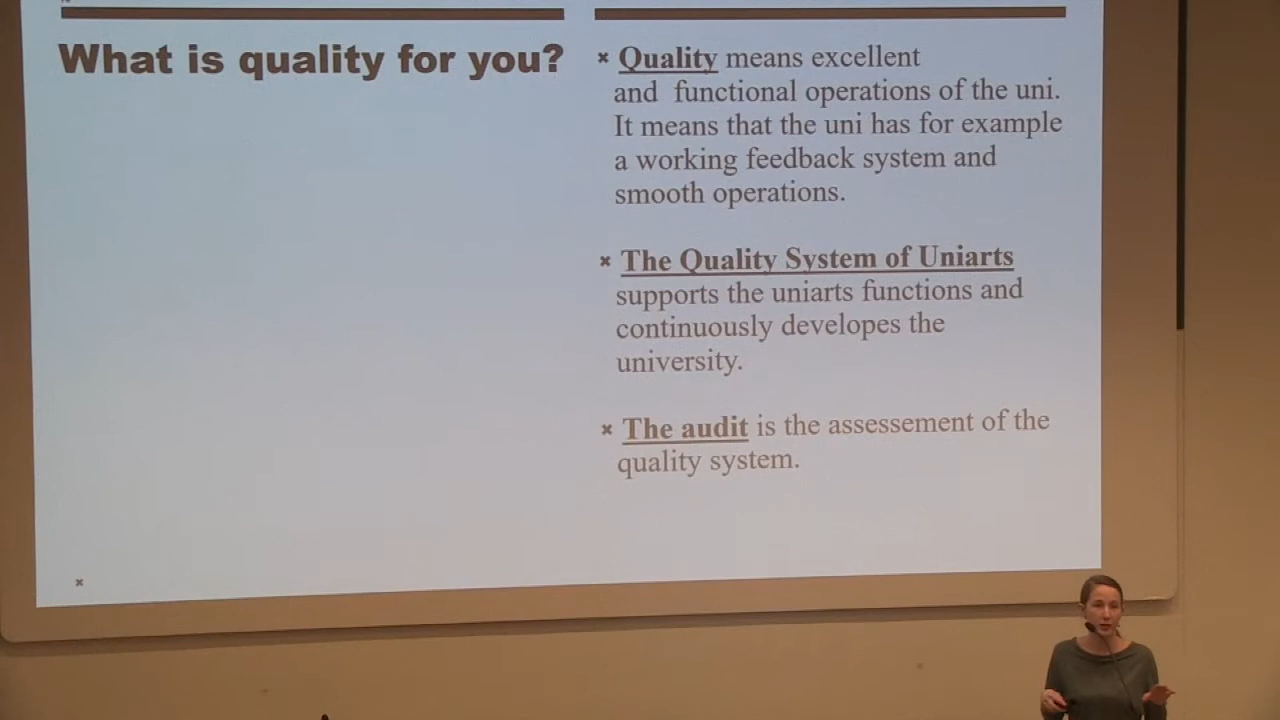 What is quality for you?
× Quality means excellent
and functional operations of the uni.
It means that the uni has for example
a working feedback system and
smooth operations.
× The Quality System of Uniarts
supports the uniarts functions and
continuously developes the
university.
× The audit is the assessement of the
quality system.
×